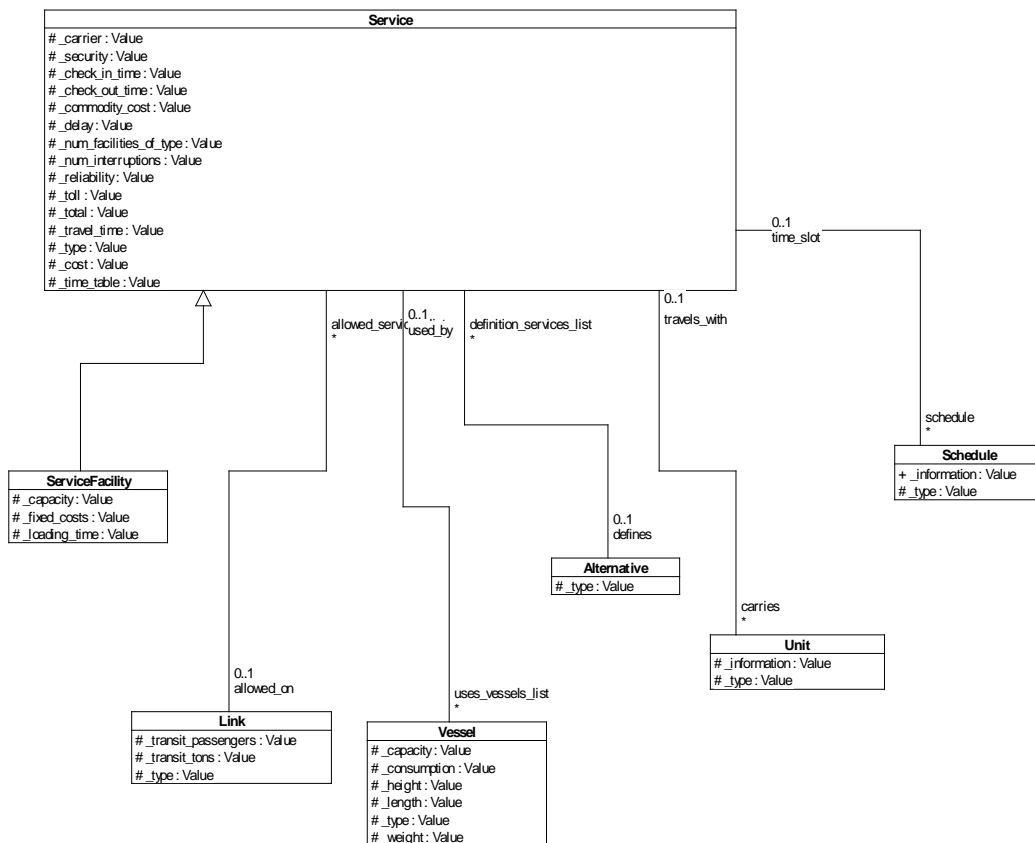 Service
# _carrier : Value
# _security : Value
# _check_in_time : Value
# _check_out_time : Value
# _commodity_cost : Value
# _delay : Value
# _num_facilities_of_type : Value
# _num_interruptions : Value
# _reliability : Value
# _toll : Value
# _total : Value
# _travel_time : Value
# _type : Value
# _cost : Value
# _time_table : Value
0..1
time_slot
allowed_servic
*
0..1
used_by
definition_services_list
*
0..1
travels_with
schedule
*
Schedule
+ _information : Value
# _type : Value
ServiceFacility
# _capacity : Value
# _fixed_costs : Value
# _loading_time : Value
0..1
defines
Alternative
# _type : Value
carries
*
Unit
# _information : Value
# _type : Value
0..1
allowed_on
Link
# _transit_passengers : Value
# _transit_tons : Value
# _type : Value
uses_vessels_list
*
Vessel
# _capacity : Value
# _consumption : Value
# _height : Value
# _length : Value
# _type : Value
# _weight : Value